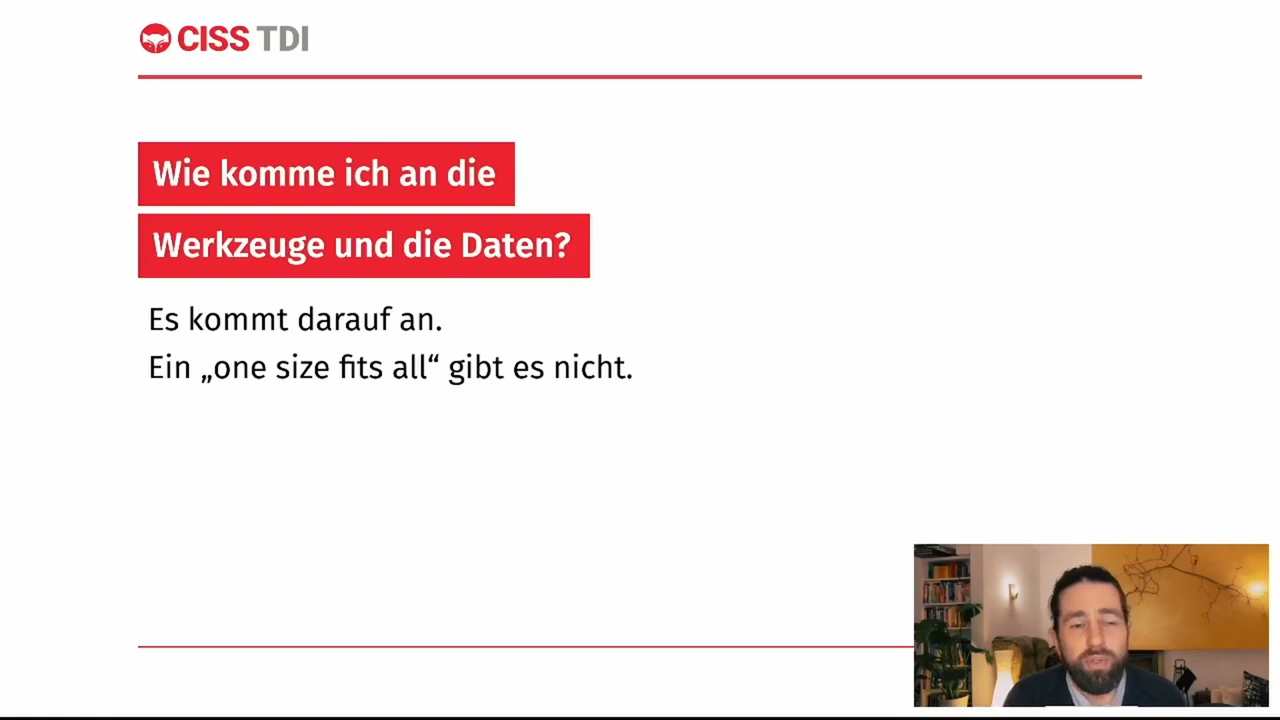 CISS TDI
Wie komme ich an die
Werkzeuge und die Daten?
Es kommt darauf an.
Ein „one size fits all“ gibt es nicht.